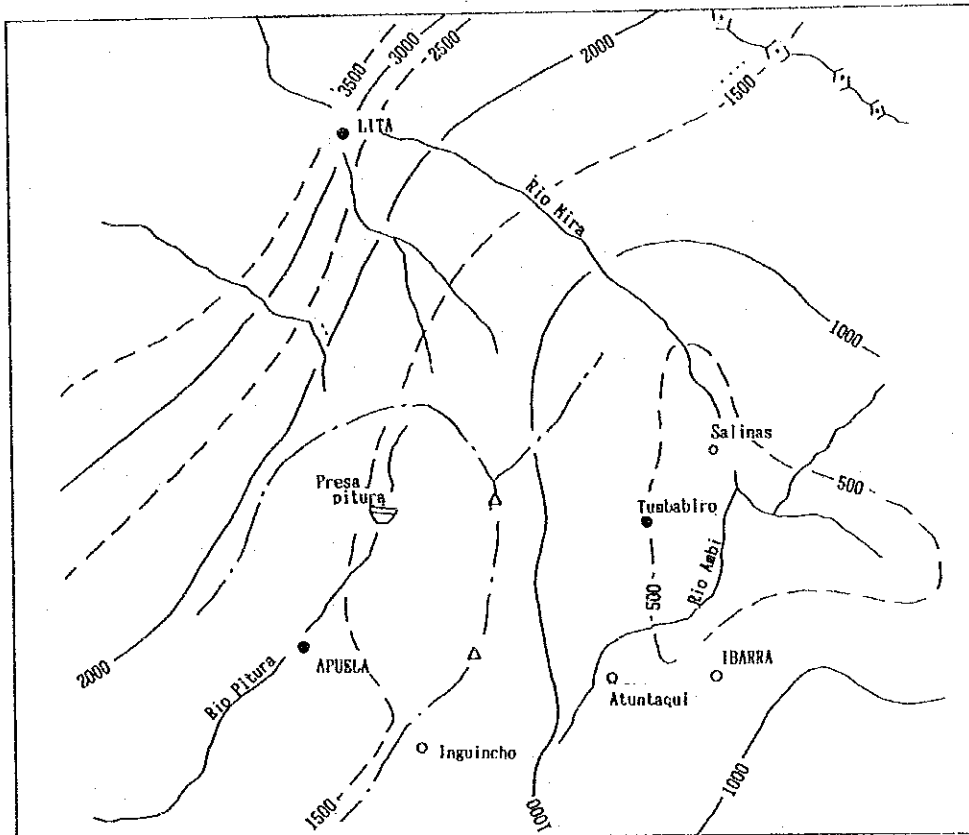 3500
3000
2500
2000
1500
LITA
Rio Mira
1000
Salinas
500
Presa
pitura
Tumbabiro
Rio Ambi
500
2000
APUELA
Rio Pitura
IBARRA
Atuntaqui
Inguincho
1500
1000
1000